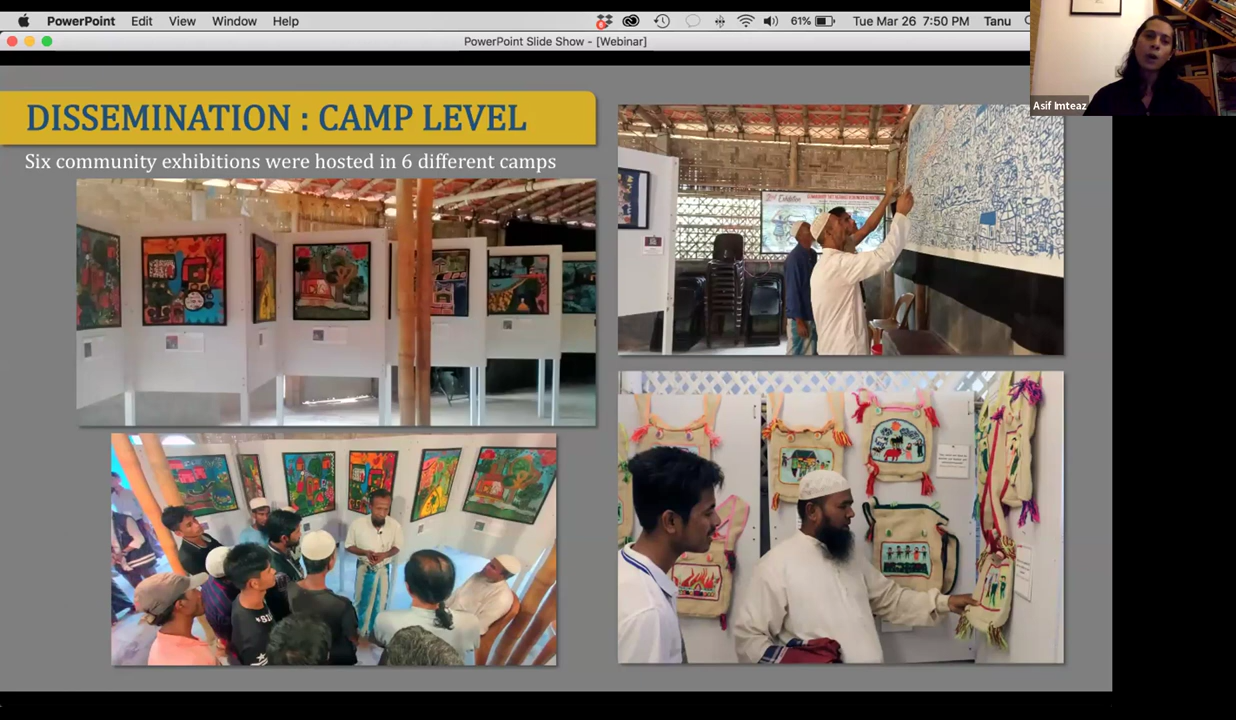 PowerPoint Edit View Window Help 61% Tue Mar 26 7:50 PM Tanu
PowerPoint Slide Show - [Webinar]
Asif Imteaz
DISSEMINATION : CAMP LEVEL
Six community exhibitions were hosted in 6 different camps